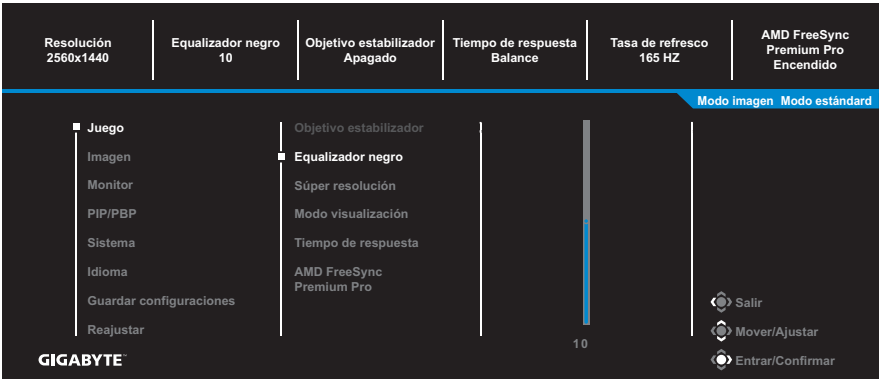 Resolución
2560x1440
Equalizador negro
10
Objetivo estabilizador
Apagado
Tiempo de respuesta
Balance
Tasa de refresco
165 HZ
AMD FreeSync
Premium Pro
Encendido
Modo imagen Modo estándard
Juego
Imagen
Monitor
PIP/PBP
Sistema
Idioma
Guardar configuraciones
Reajustar
Objetivo estabilizador
Equalizador negro
Súper resolución
Modo visualización
Tiempo de respuesta
AMD FreeSync
Premium Pro
10
Salir
Mover/Ajustar
Entrar/Confirmar
GIGABYTE™